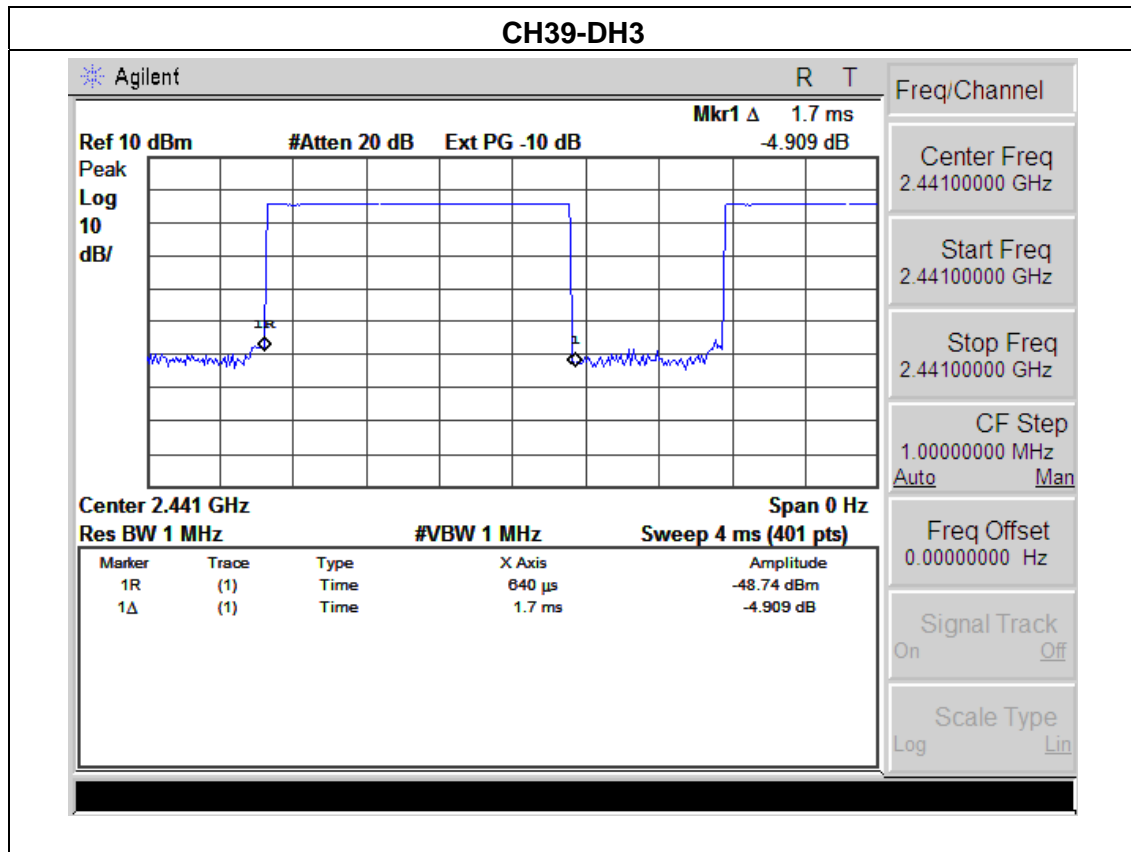 CH39-DH3
Agilent
R T
Mkr1 Δ 1.7 ms
Ref 10 dBm #Atten 20 dB Ext PG -10 dB -4.909 dB
Peak
Log
10
dB/
1R
1
Center 2.441 GHz Span 0 Hz
Res BW 1 MHz #VBW 1 MHz Sweep 4 ms (401 pts)
Marker Trace Type X Axis Amplitude
1R (1) Time 640 µs -48.74 dBm
1Δ (1) Time 1.7 ms -4.909 dB
Freq/Channel
Center Freq
2.44100000 GHz
Start Freq
2.44100000 GHz
Stop Freq
2.44100000 GHz
CF Step
1.00000000 MHz
Auto Man
Freq Offset
0.00000000 Hz
Signal Track
On Off
Scale Type
Log Lin